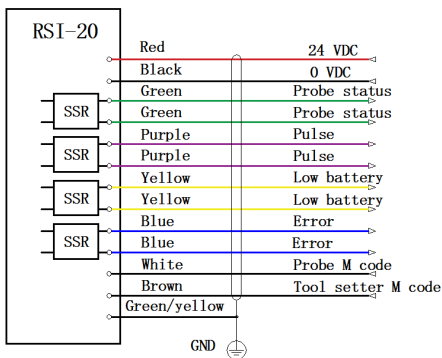 RSI-20
Red 24 VDC
Black 0 VDC
Green Probe status
SSR
Green Probe status
Purple Pulse
SSR
Purple Pulse
Yellow Low battery
SSR
Yellow Low battery
Blue Error
SSR
Blue Error
White Probe M code
Brown Tool setter M code
Green/yellow
GND